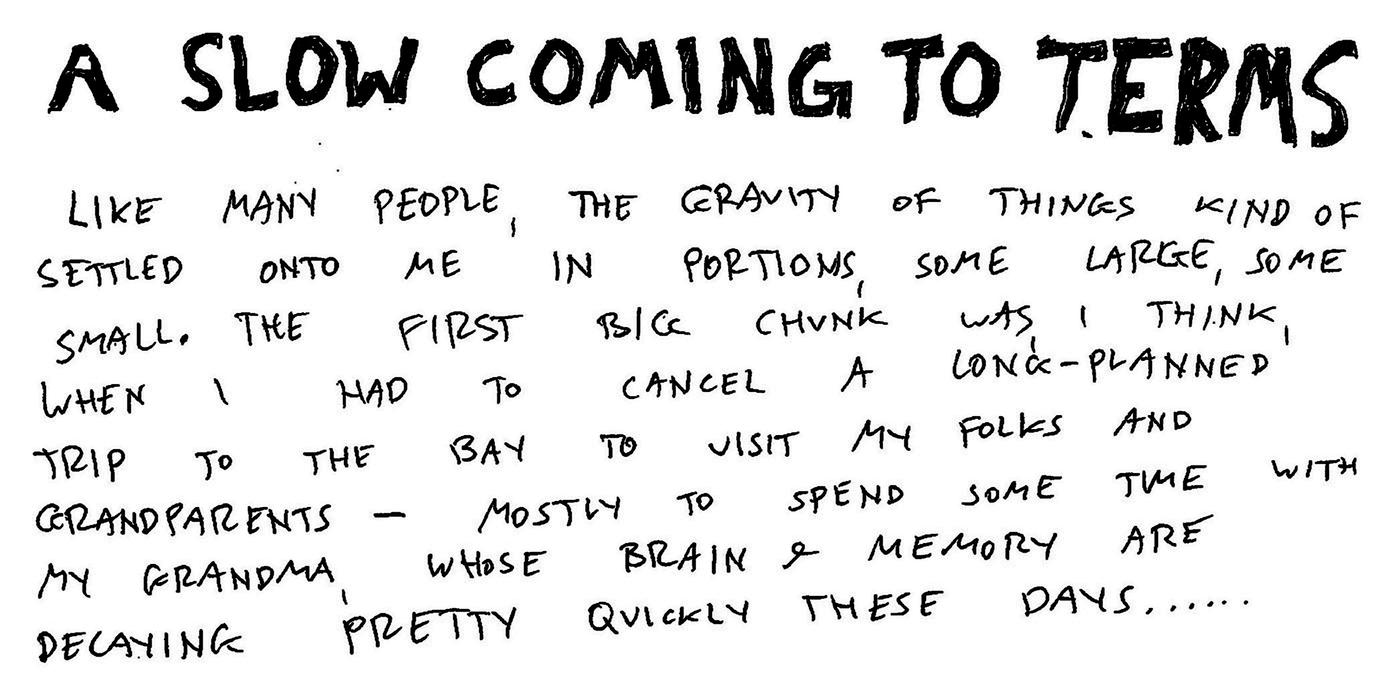 A SLOW COMING TO TERMS
LIKE MANY PEOPLE, THE GRAVITY OF THINGS KIND OF
SETTLED ONTO ME IN PORTIONS, SOME LARGE, SOME
SMALL. THE FIRST BIG CHUNK WAS, I THINK,
WHEN I HAD TO CANCEL A LONG-PLANNED
TRIP TO THE BAY TO VISIT MY FOLKS AND
GRANDPARENTS — MOSTLY TO SPEND SOME TIME WITH
MY GRANDMA, WHOSE BRAIN & MEMORY ARE
DECAYING PRETTY QUICKLY THESE DAYS......